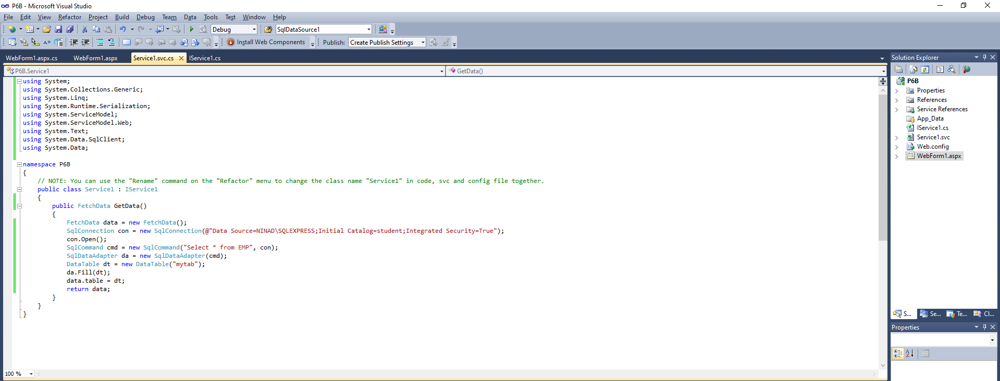 P6B - Microsoft Visual Studio
File Edit View Refactor Project Build Debug Team Data Tools Test Window Help
Debug SqlDataSource1
Install Web Components Publish: Create Publish Settings
WebForm1.aspx.cs WebForm1.aspx Service1.svc.cs IService1.cs
P6B.Service1 GetData()
using System;
using System.Collections.Generic;
using System.Linq;
using System.Runtime.Serialization;
using System.ServiceModel;
using System.ServiceModel.Web;
using System.Text;
using System.Data.SqlClient;
using System.Data;
namespace P6B
{
// NOTE: You can use the "Rename" command on the "Refactor" menu to change the class name "Service1" in code, svc and config file together.
public class Service1 : IService1
{
public FetchData GetData()
{
FetchData data = new FetchData();
SqlConnection con = new SqlConnection(@"Data Source=NINAD\SQLEXPRESS;Initial Catalog=student;Integrated Security=True");
con.Open();
SqlCommand cmd = new SqlCommand("Select * from EMP", con);
SqlDataAdapter da = new SqlDataAdapter(cmd);
DataTable dt = new DataTable("mytab");
da.Fill(dt);
data.table = dt;
return data;
}
}
}
100 %
Solution Explorer
P6B
Properties
References
Service References
App_Data
IService1.cs
Service1.svc
Web.config
WebForm1.aspx
S... Se... Te... Cl...
Properties